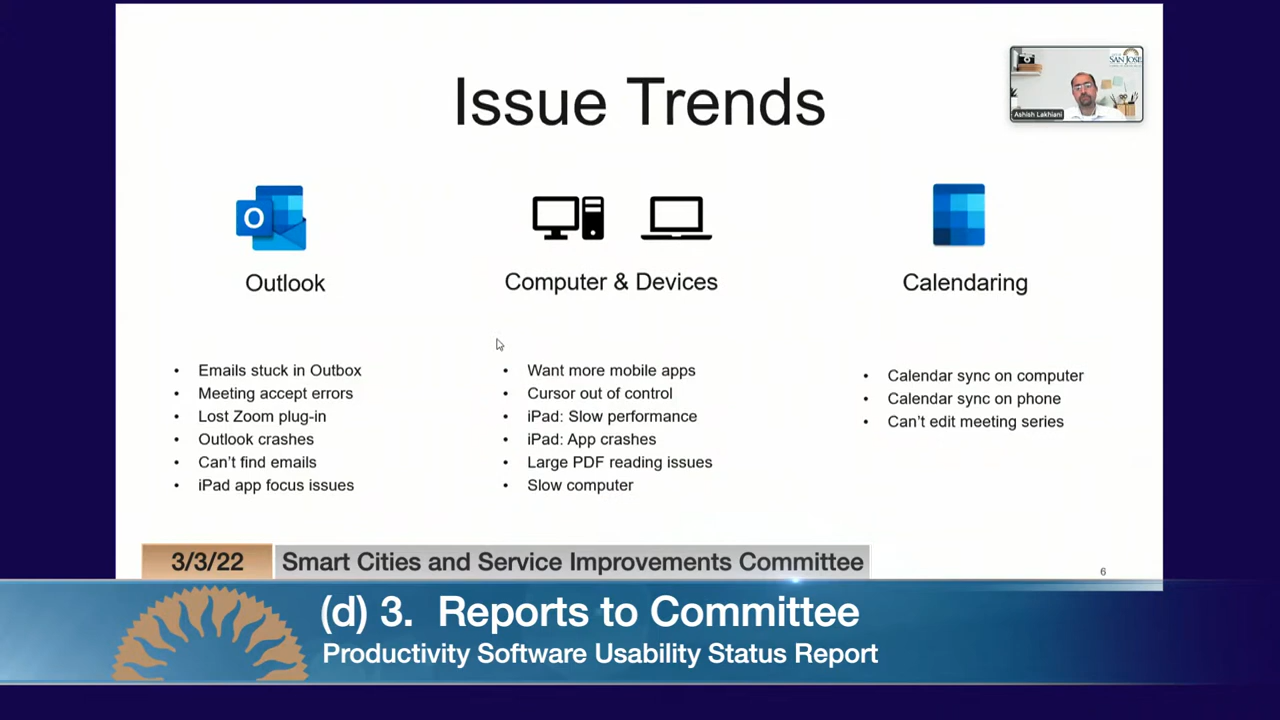 Issue Trends
SAN JOSE
Ashish Lakhiani
O
Outlook
Computer & Devices
Calendaring
• Emails stuck in Outbox
• Meeting accept errors
• Lost Zoom plug-in
• Outlook crashes
• Can't find emails
• iPad app focus issues
• Want more mobile apps
• Cursor out of control
• iPad: Slow performance
• iPad: App crashes
• Large PDF reading issues
• Slow computer
• Calendar sync on computer
• Calendar sync on phone
• Can't edit meeting series
3/3/22
Smart Cities and Service Improvements Committee
6
(d) 3. Reports to Committee
Productivity Software Usability Status Report